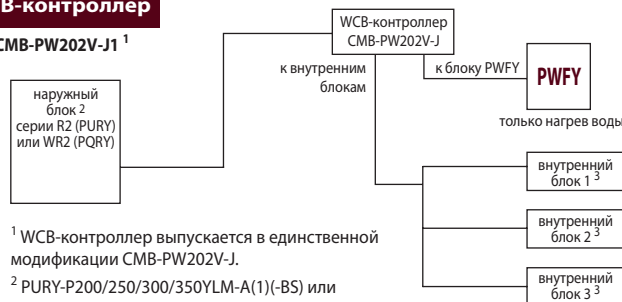 В-контроллер
CMB-PW202V-J1 ¹
WCB-контроллер
CMB-PW202V-J
к внутренним
блокам
к блоку PWFY
PWFY
только нагрев воды
наружный
блок ²
серии R2 (PURY)
или WR2 (PQRY)
внутренний
блок 1 ³
внутренний
блок 2 ³
внутренний
блок 3 ³
¹ WCB-контроллер выпускается в единственной
модификации CMB-PW202V-J.
² PURY-P200/250/300/350YLM-A(1)(-BS) или